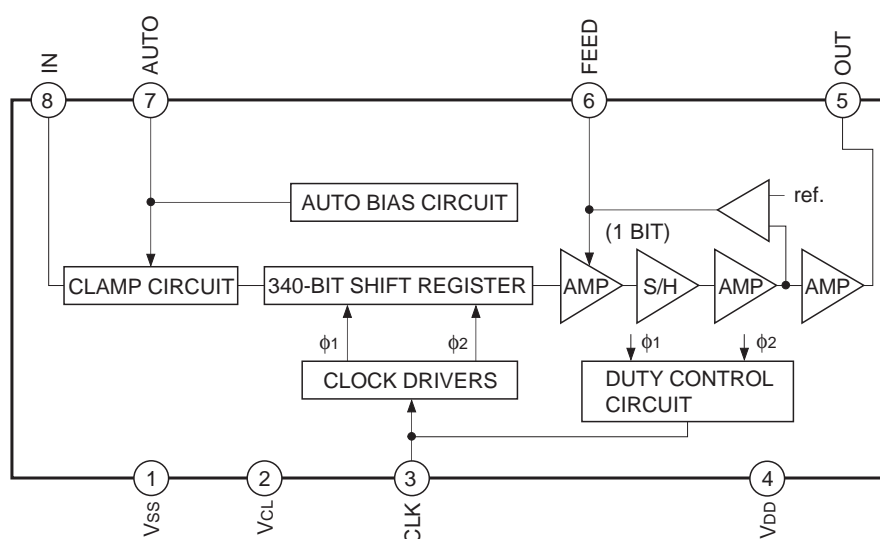 IN
AUTO
FEED
OUT
8
7
6
5
AUTO BIAS CIRCUIT
ref.
(1 BIT)
CLAMP CIRCUIT
340-BIT SHIFT REGISTER
AMP
S/H
AMP
AMP
ϕ1
ϕ2
ϕ1
ϕ2
CLOCK DRIVERS
DUTY CONTROL
CIRCUIT
1
2
3
4
VSS
VCL
CLK
VDD